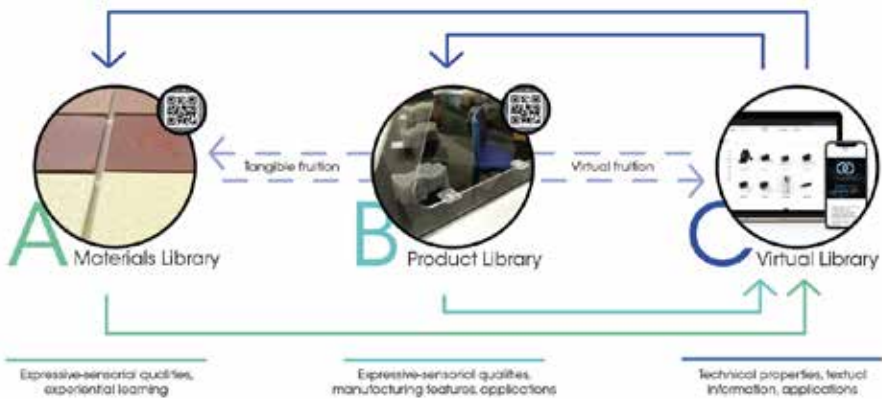 Tangible fruition
Virtual fruition
A Materials Library
B Product Library
C Virtual Library
Expressive-sensorial qualities,
experiential learning
Expressive-sensorial qualities,
manufacturing features, applications
Technical properties, textual
information, applications